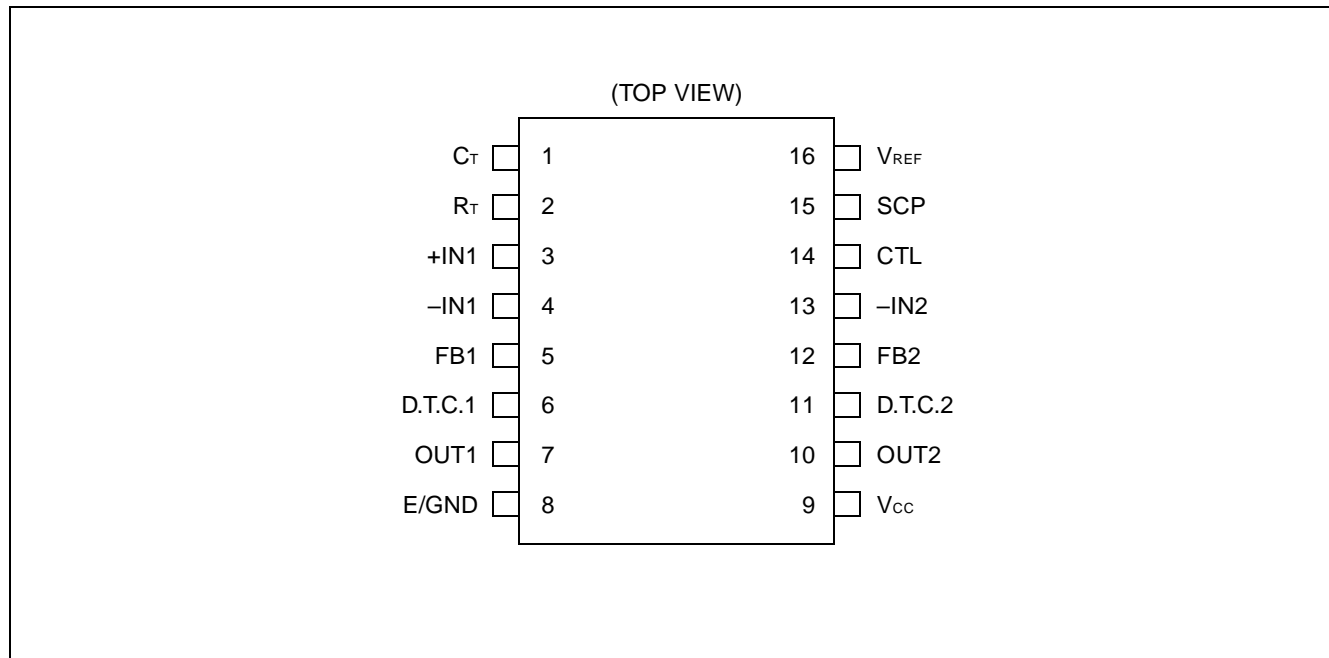 (TOP VIEW)
CT 1 16 VREF
RT 2 15 SCP
+IN1 3 14 CTL
–IN1 4 13 –IN2
FB1 5 12 FB2
D.T.C.1 6 11 D.T.C.2
OUT1 7 10 OUT2
E/GND 8 9 VCC